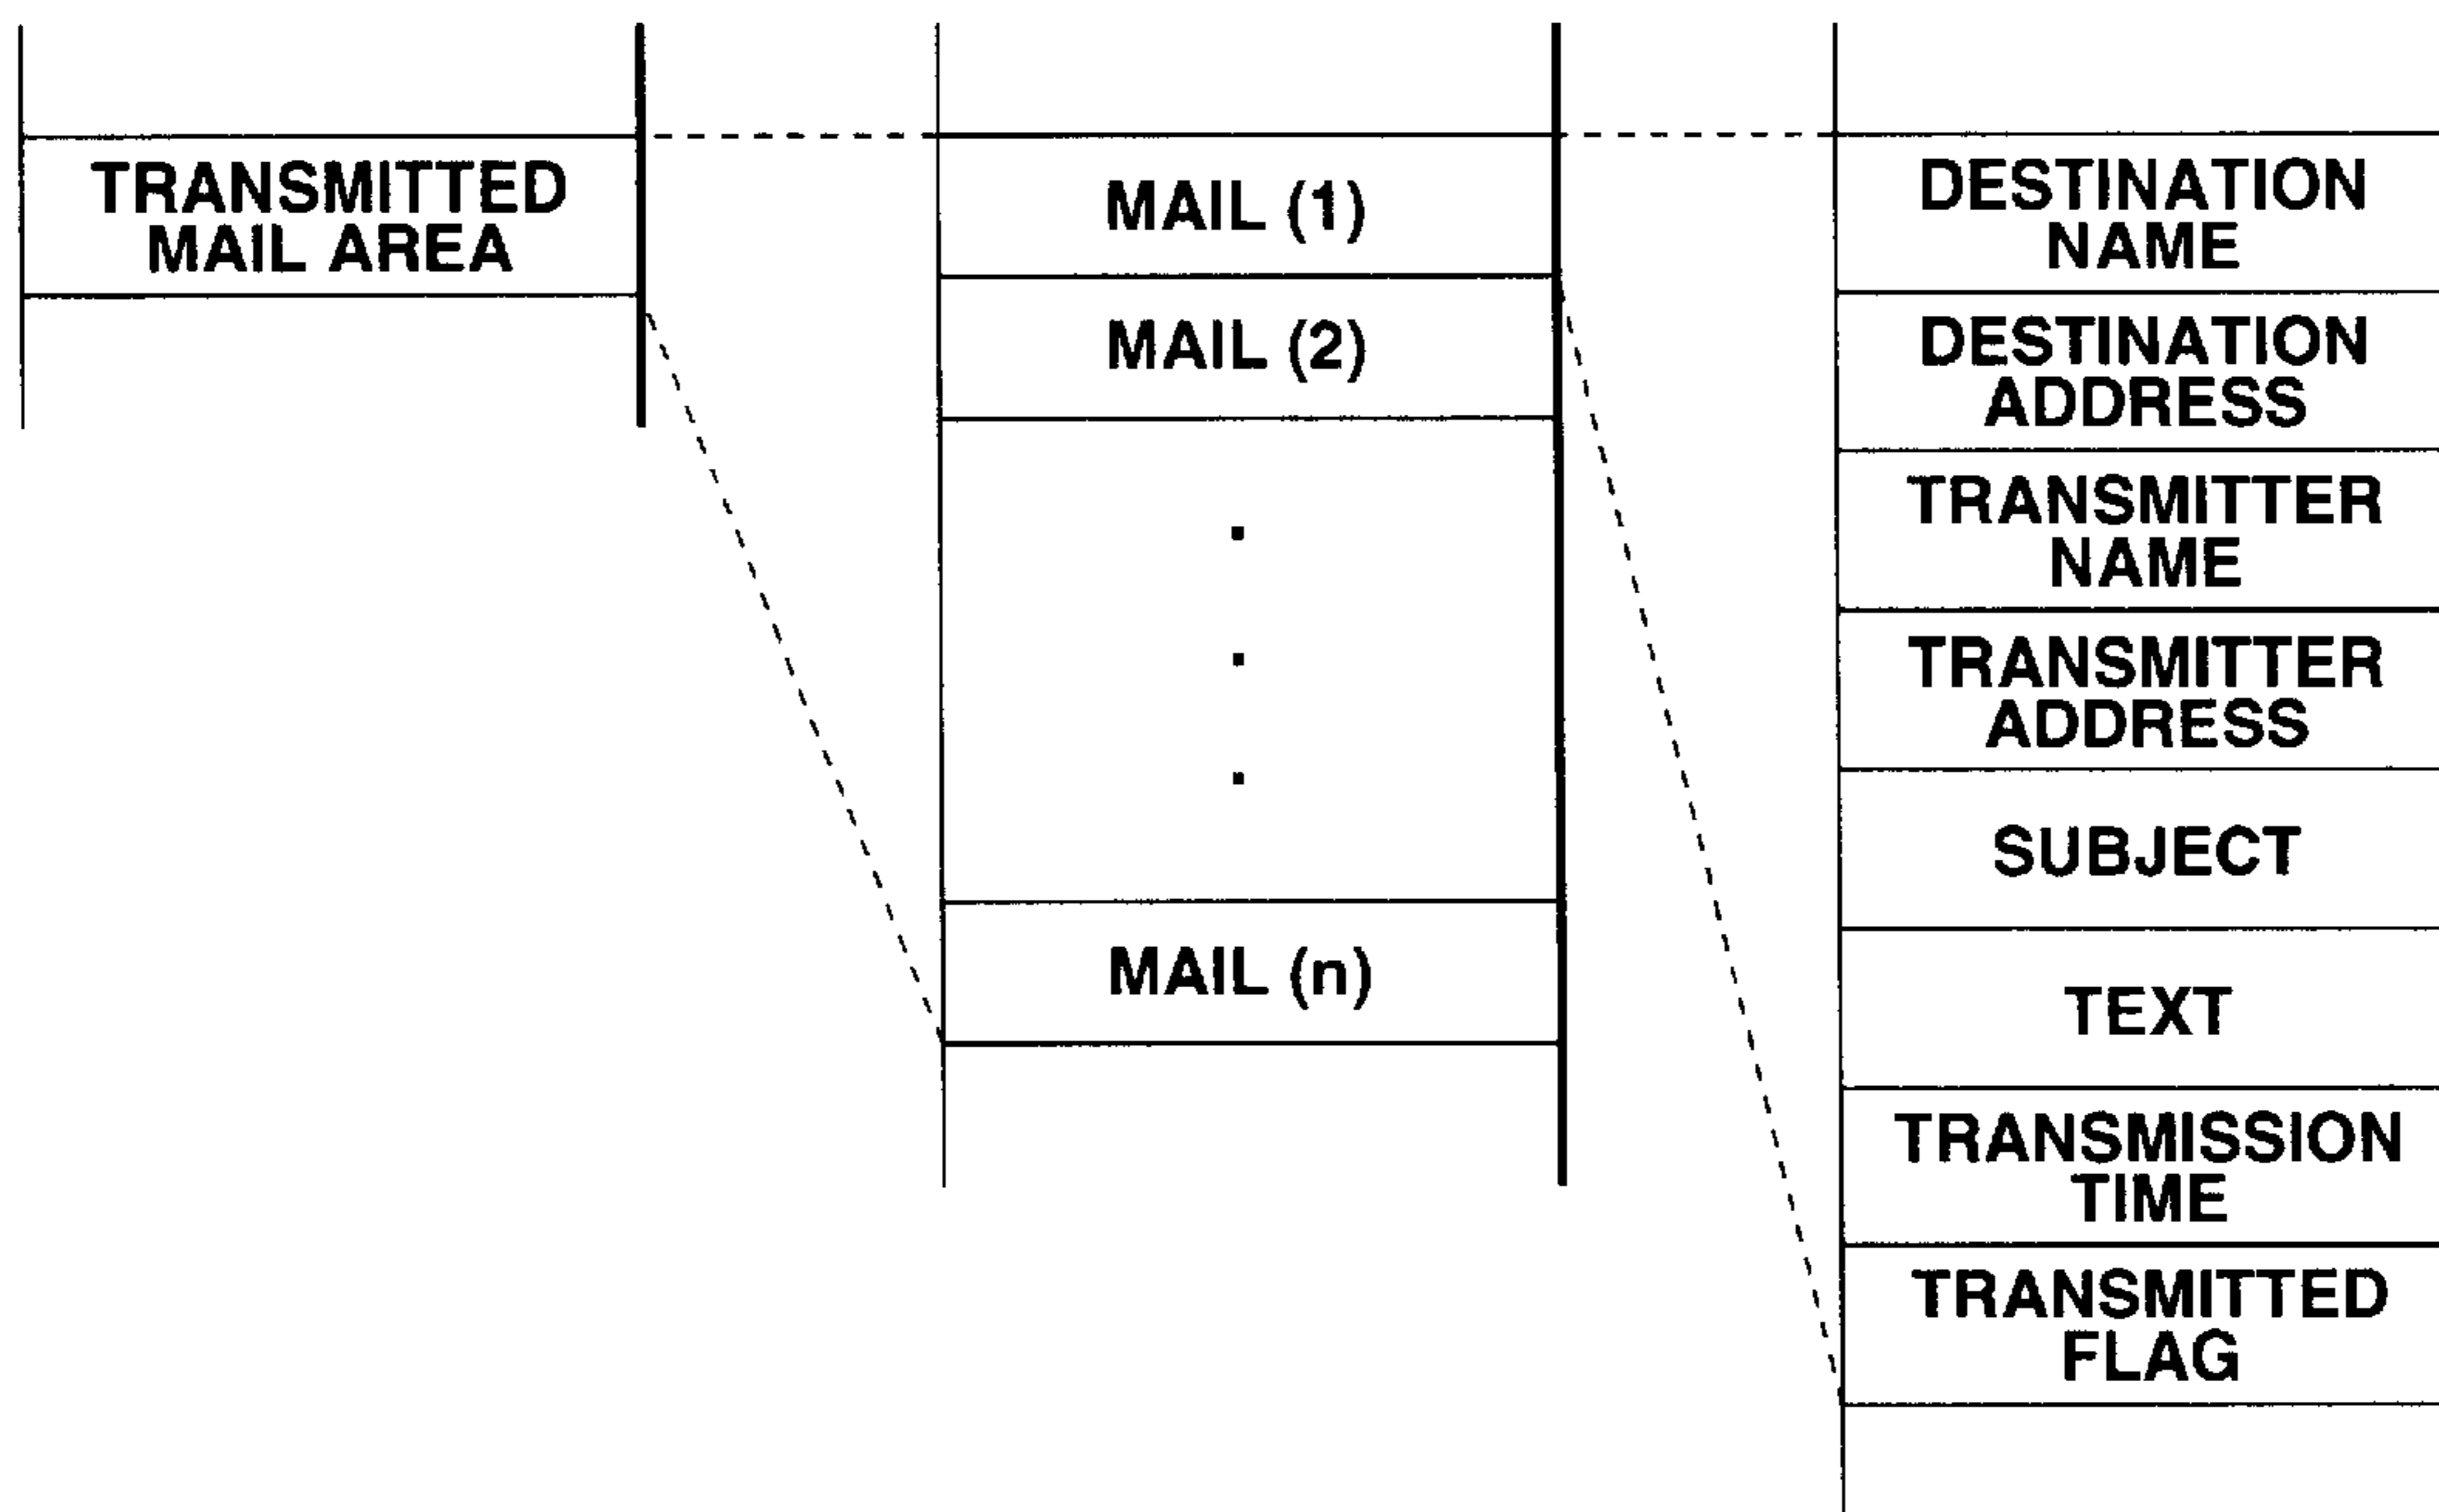 TRANSMITTED
MAIL AREA
MAIL (1)
MAIL (2)
MAIL (n)
DESTINATION
NAME
DESTINATION
ADDRESS
TRANSMITTER
NAME
TRANSMITTER
ADDRESS
SUBJECT
TEXT
TRANSMISSION
TIME
TRANSMITTED
FLAG